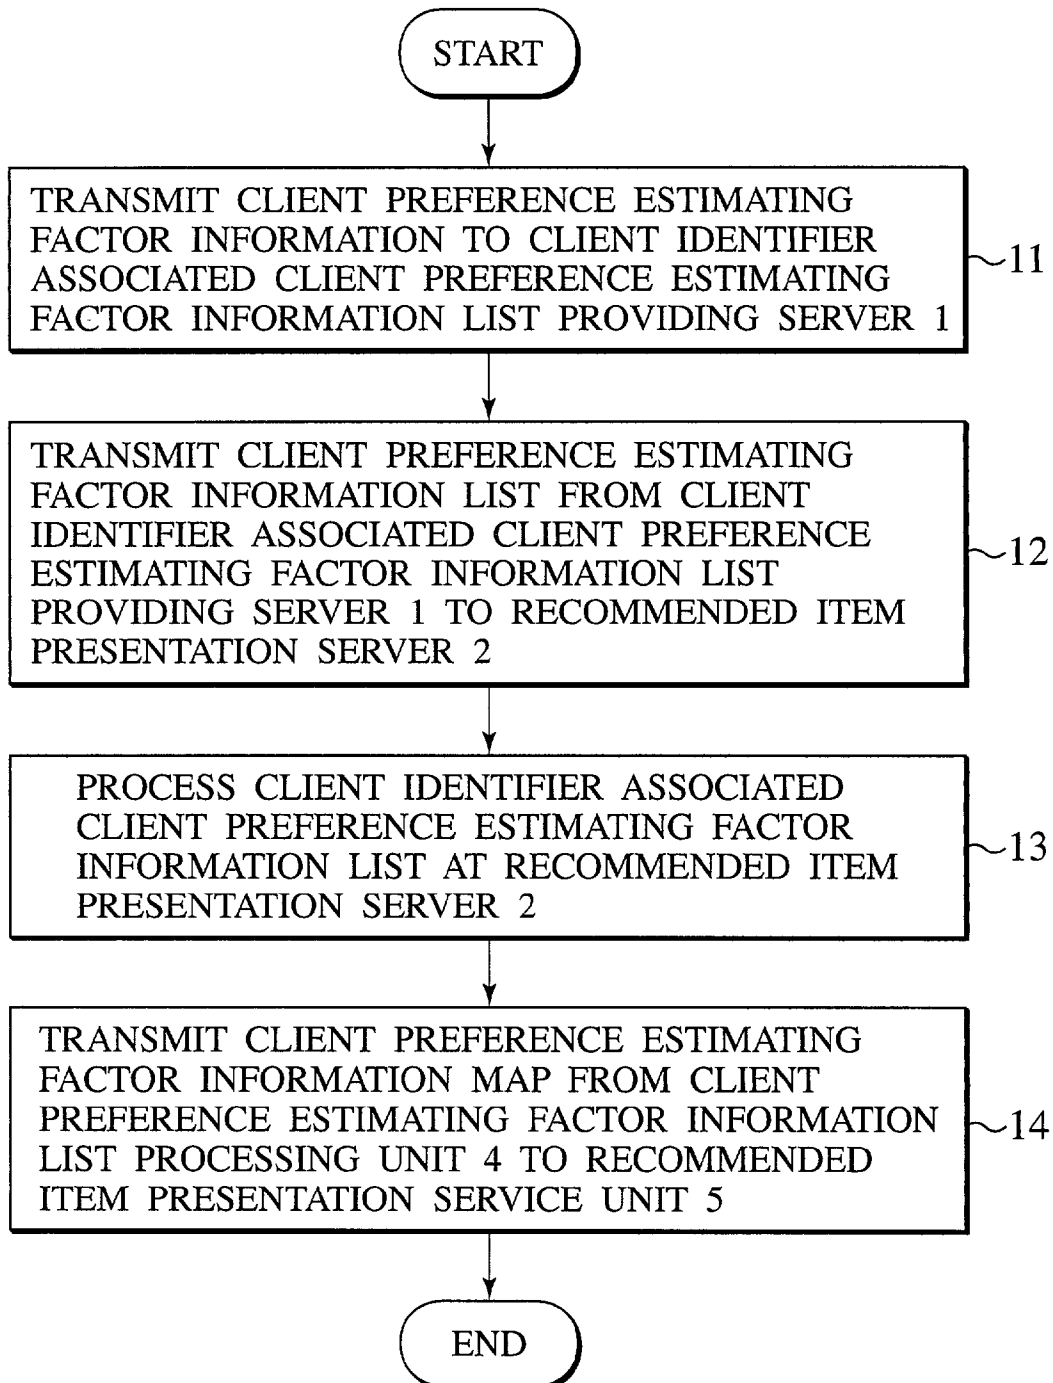 START
TRANSMIT CLIENT PREFERENCE ESTIMATING
FACTOR INFORMATION TO CLIENT IDENTIFIER
ASSOCIATED CLIENT PREFERENCE ESTIMATING
FACTOR INFORMATION LIST PROVIDING SERVER 1
11
TRANSMIT CLIENT PREFERENCE ESTIMATING
FACTOR INFORMATION LIST FROM CLIENT
IDENTIFIER ASSOCIATED CLIENT PREFERENCE
ESTIMATING FACTOR INFORMATION LIST
PROVIDING SERVER 1 TO RECOMMENDED ITEM
PRESENTATION SERVER 2
12
PROCESS CLIENT IDENTIFIER ASSOCIATED
CLIENT PREFERENCE ESTIMATING FACTOR
INFORMATION LIST AT RECOMMENDED ITEM
PRESENTATION SERVER 2
13
TRANSMIT CLIENT PREFERENCE ESTIMATING
FACTOR INFORMATION MAP FROM CLIENT
PREFERENCE ESTIMATING FACTOR INFORMATION
LIST PROCESSING UNIT 4 TO RECOMMENDED
ITEM PRESENTATION SERVICE UNIT 5
14
END